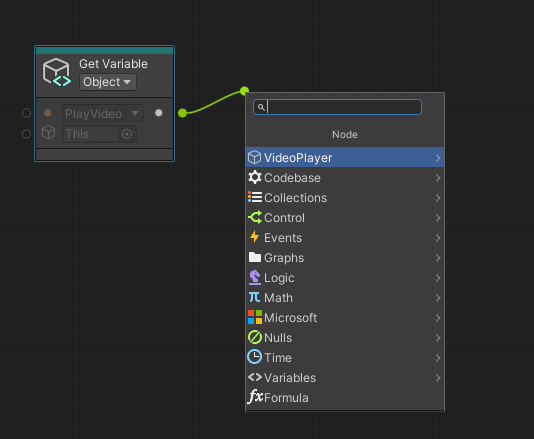 Get Variable
Object
PlayVideo
This
Node
VideoPlayer
Codebase
Collections
Control
Events
Graphs
Logic
Math
Microsoft
Nulls
Time
Variables
Formula